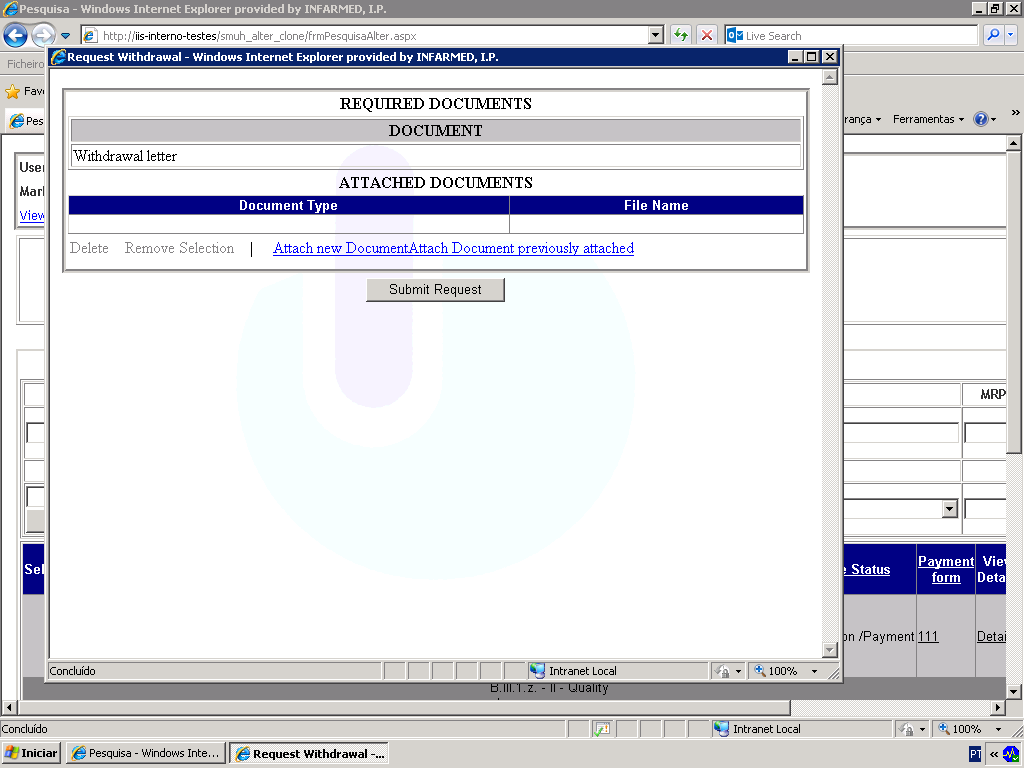 Pesquisa - Windows Internet Explorer provided by INFARMED, I.P.
http://iis-interno-testes/smuh_alter_clone/frmPesquisaAlter.aspx
Live Search
Ficheiro
Request Withdrawal - Windows Internet Explorer provided by INFARMED, I.P.
Favo
Pes
rança
Ferramentas
»
REQUIRED DOCUMENTS
DOCUMENT
Withdrawal letter
ATTACHED DOCUMENTS
Document Type
File Name
Delete
Remove Selection
|
Attach new DocumentAttach Document previously attached
Submit Request
User
Mark
View
MRP
Sel
e Status
Payment form
View
Deta
on /Payment
111
Detai
Concluído
Intranet Local
100%
B.III.1.z. - II - Quality
Concluído
Intranet Local
100%
Iniciar
Pesquisa - Windows Inte...
Request Withdrawal -...
PT
«